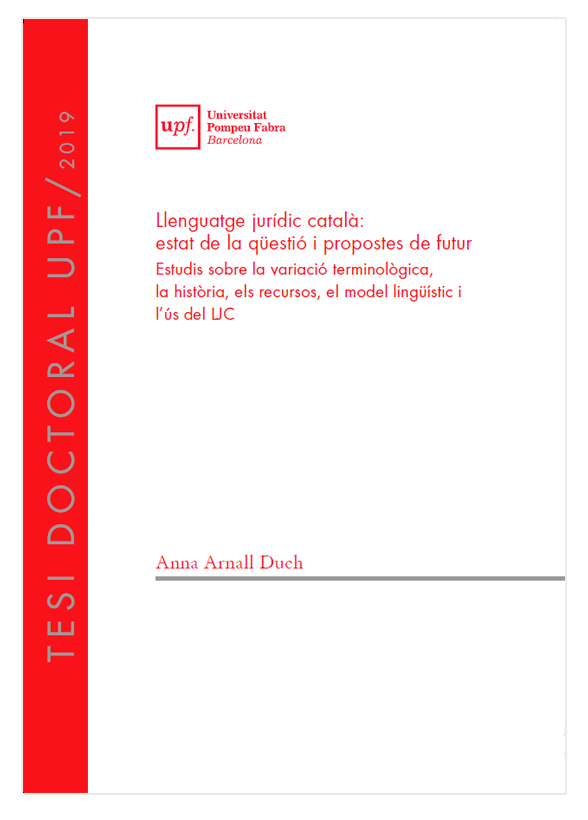 TESI DOCTORAL UPF/2019
upf. Universitat
Pompeu Fabra
Barcelona
Llenguatge jurídic català:
estat de la qüestió i propostes de futur
Estudis sobre la variació terminològica,
la història, els recursos, el model lingüístic i
l'ús del LJC
Anna Arnall Duch